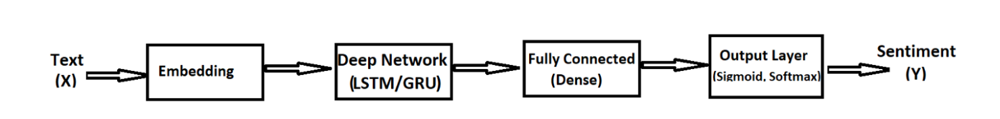 Text
(X)
Embedding
Deep Network
(LSTM/GRU)
Fully Connected
(Dense)
Output Layer
(Sigmoid, Softmax)
Sentiment
(Y)